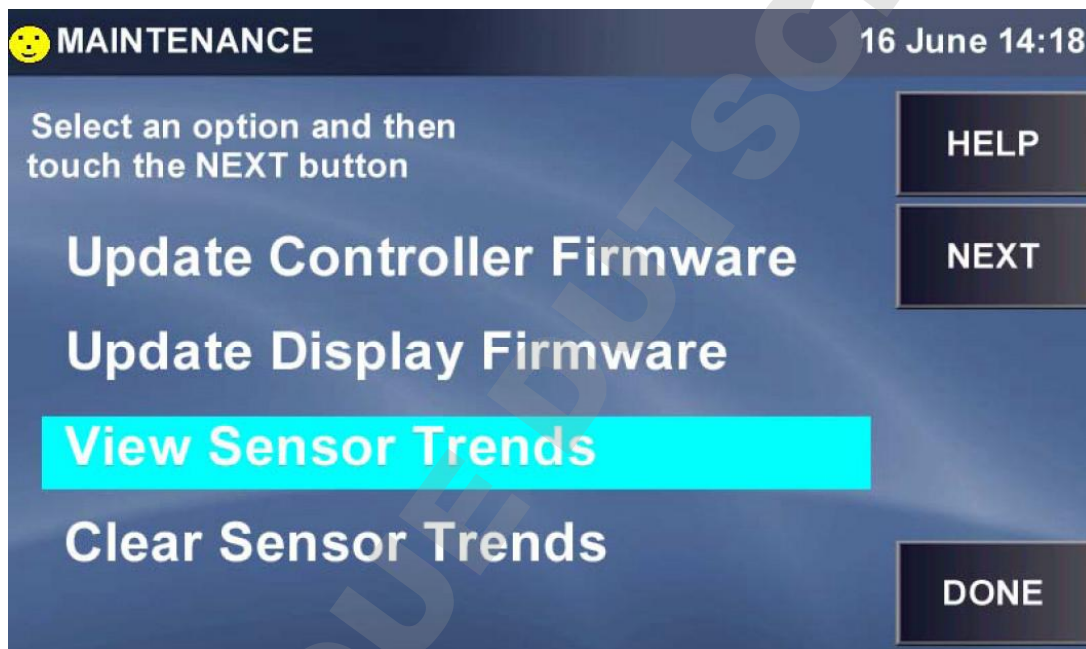 MAINTENANCE
16 June 14:18
Select an option and then
touch the NEXT button
HELP
NEXT
Update Controller Firmware
Update Display Firmware
View Sensor Trends
Clear Sensor Trends
DONE